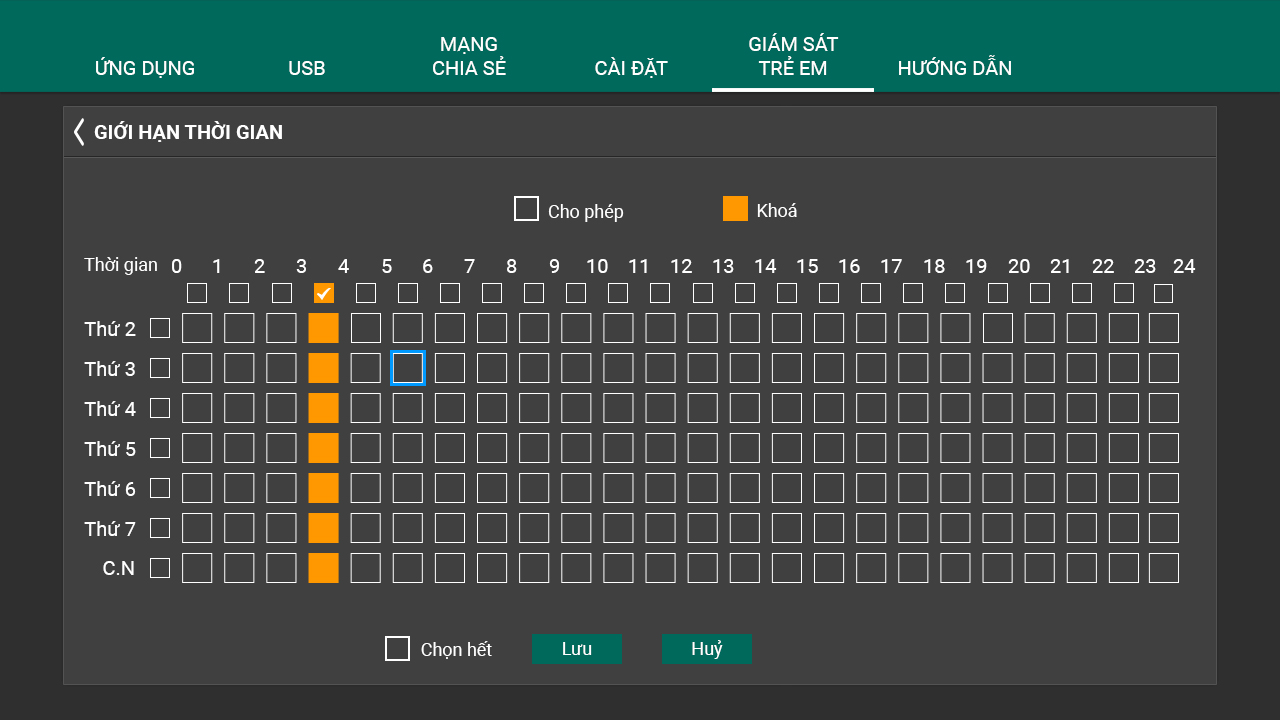 ỨNG DỤNG
USB
MẠNG
CHIA SẺ
CÀI ĐẶT
GIÁM SÁT
TRẺ EM
HƯỚNG DẪN
GIỚI HẠN THỜI GIAN
Cho phép
Khoá
Thời gian 0 1 2 3 4 5 6 7 8 9 10 11 12 13 14 15 16 17 18 19 20 21 22 23 24
Thứ 2
Thứ 3
Thứ 4
Thứ 5
Thứ 6
Thứ 7
C.N
Chọn hết
Lưu
Huỷ